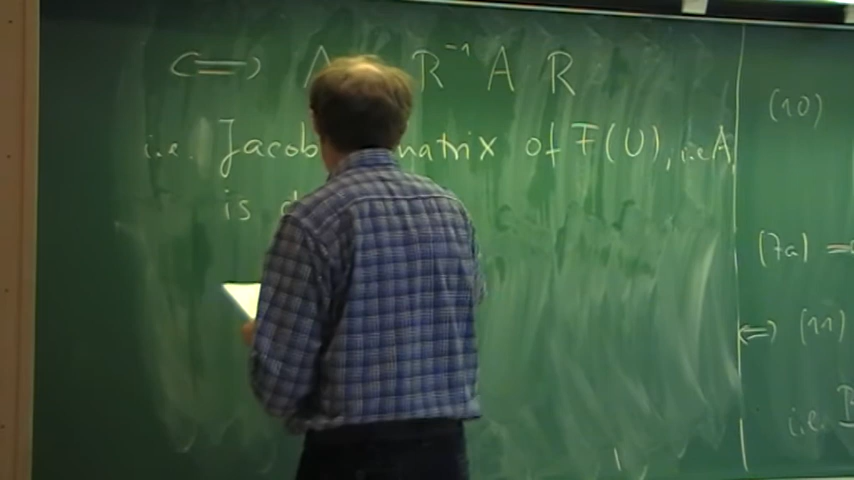 ⟺ A R⁻¹ A R
i.e. Jacob matrix of F(U), i.e A,
is d
(10)
(7a) =
⟺ (11)
i.e. B